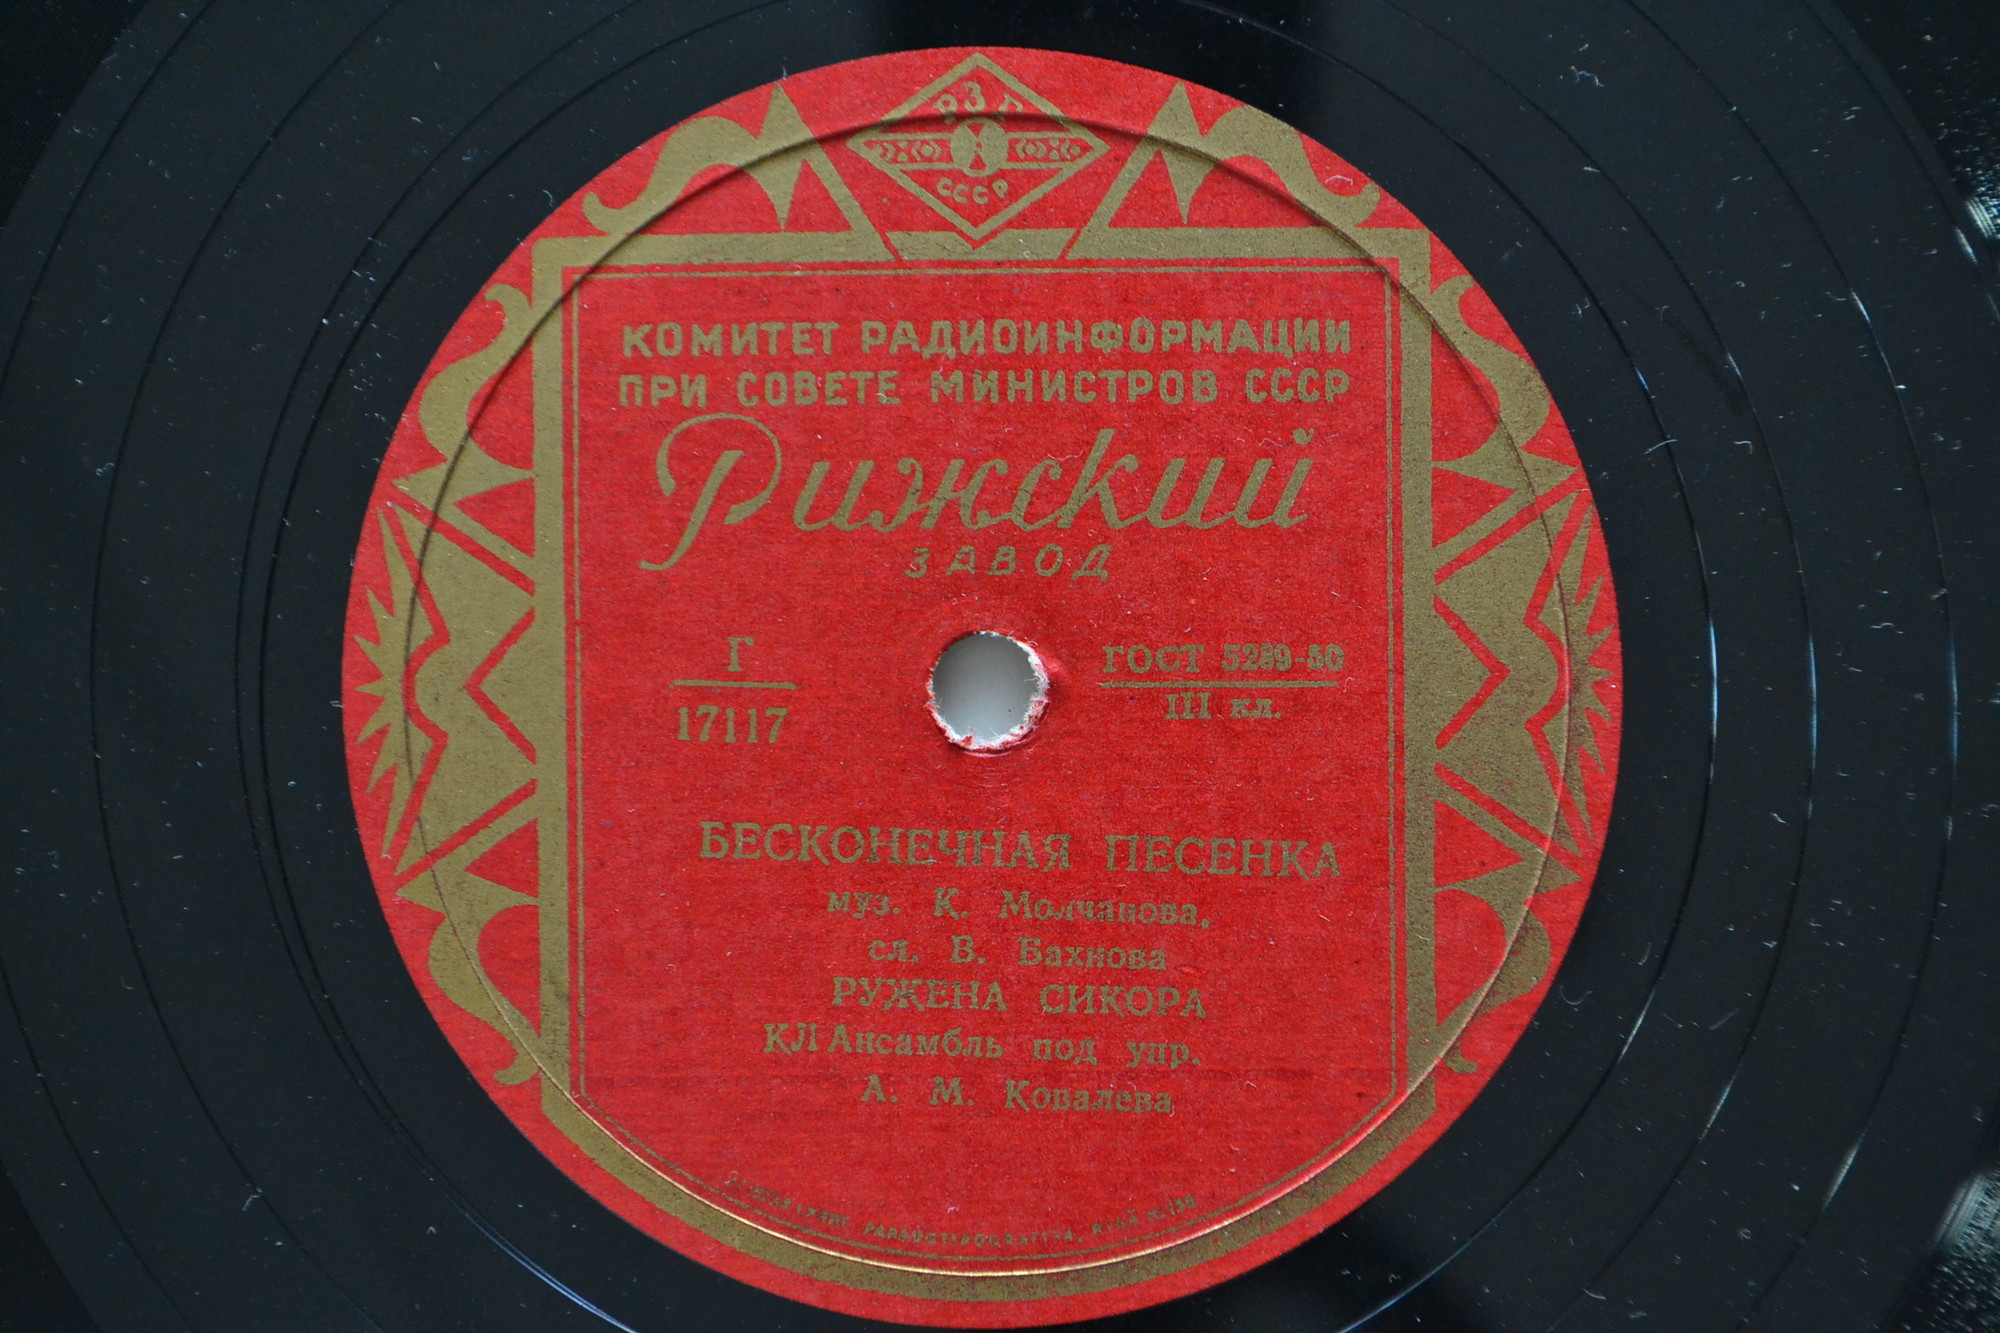 РЗГ
СССР
КОМИТЕТ РАДИОИНФОРМАЦИИ
ПРИ СОВЕТЕ МИНИСТРОВ СССР
Рижский
ЗАВОД
Г
17117
ГОСТ 5289-50
III кл.
БЕСКОНЕЧНАЯ ПЕСЕНКА
муз. К. Молчанова,
сл. В. Бахнова
РУЖЕНА СИКОРА
КЛ Ансамбль под упр.
А. М. Ковалева